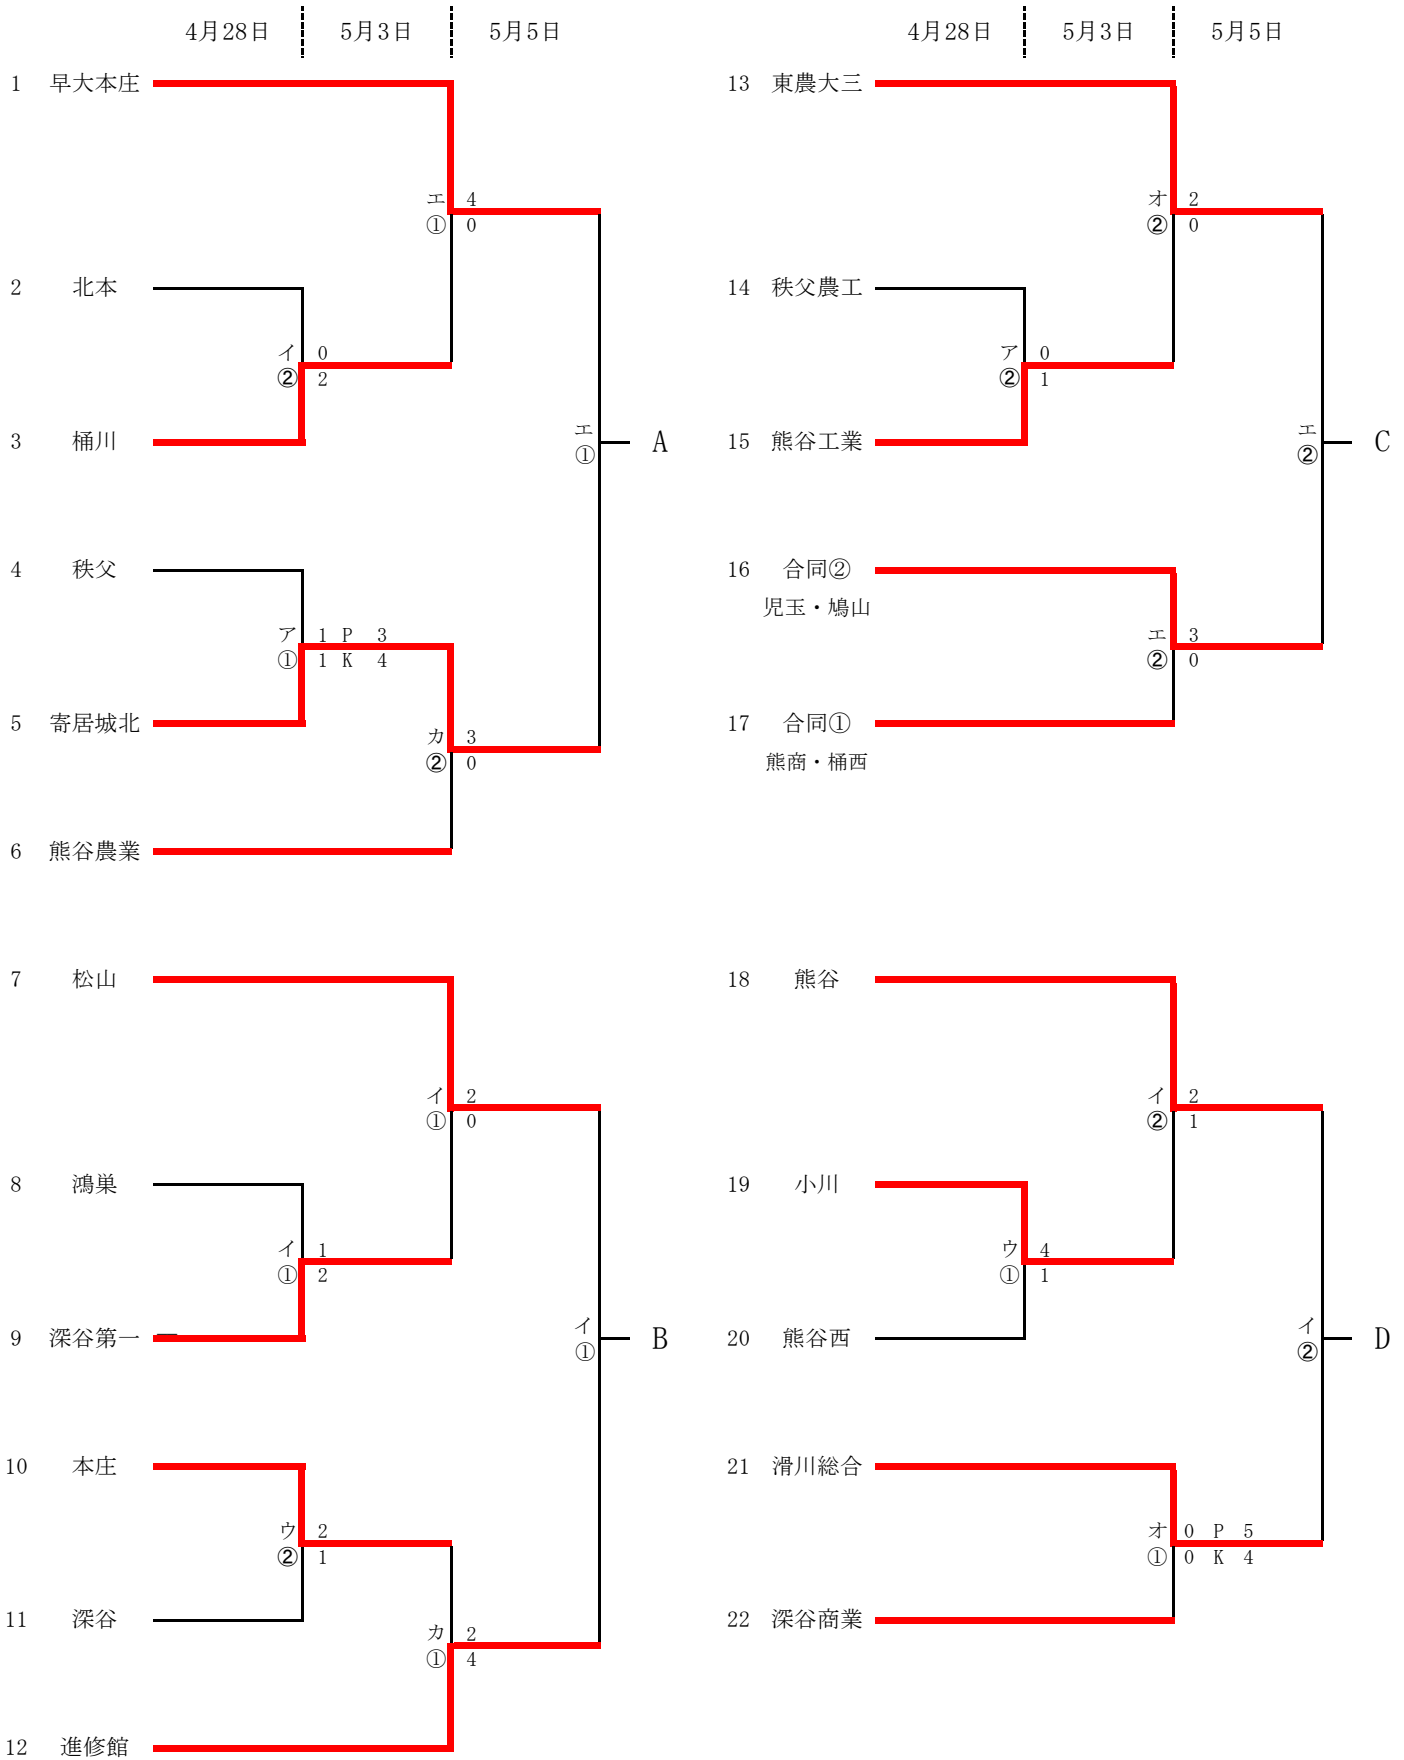 4月28日 5月3日 5月5日
1 早大本庄
エ 4
① 0
2 北本
イ 0
② 2
3 桶川
エ
① A
4 秩父
ア 1 P 3
① 1 K 4
5 寄居城北
カ 3
② 0
6 熊谷農業
7 松山
イ 2
① 0
8 鴻巣
イ 1
① 2
9 深谷第一
イ
① B
10 本庄
ウ 2
② 1
11 深谷
カ 2
① 4
12 進修館
4月28日 5月3日 5月5日
13 東農大三
オ 2
② 0
14 秩父農工
ア 0
② 1
15 熊谷工業
エ
② C
16 合同②
児玉・鳩山
エ 3
② 0
17 合同①
熊商・桶西
18 熊谷
イ 2
② 1
19 小川
ウ 4
① 1
20 熊谷西
イ
② D
21 滑川総合
オ 0 P 5
① 0 K 4
22 深谷商業